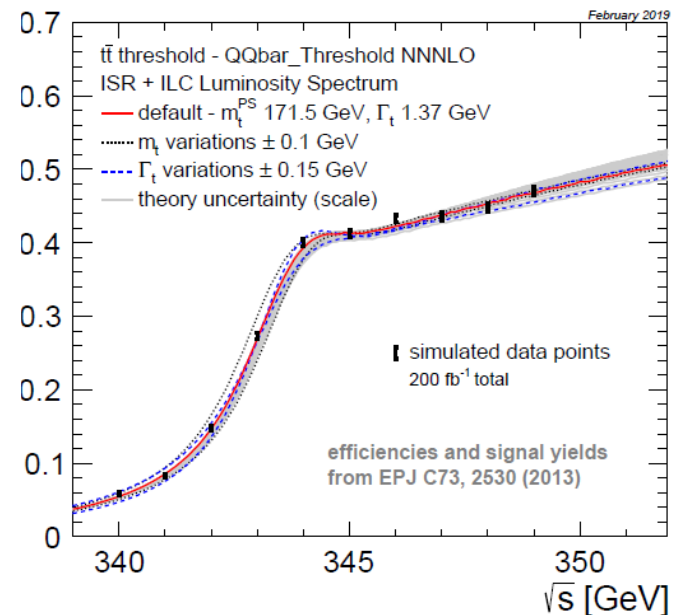 February 2019
0.7
tt̄ threshold - QQbar_Threshold NNNLO
ISR + ILC Luminosity Spectrum
0.6
default - m_t^PS 171.5 GeV, Γ_t 1.37 GeV
m_t variations ± 0.1 GeV
0.5
Γ_t variations ± 0.15 GeV
theory uncertainty (scale)
0.4
0.3
simulated data points
200 fb⁻¹ total
0.2
efficiencies and signal yields
0.1
from EPJ C73, 2530 (2013)
0
340 345 350
√s [GeV]